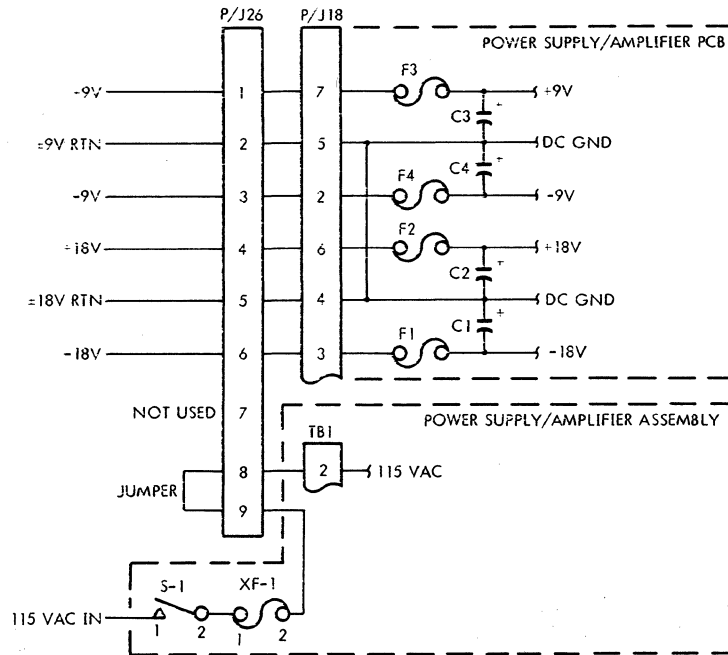 P/J26 P/J18
POWER SUPPLY/AMPLIFIER PCB
-9V 1 7 F3 +9V
C3 +
±9V RTN 2 5 DC GND
C4 +
-9V 3 2 F4 -9V
+18V 4 6 F2 +18V
C2 +
±18V RTN 5 4 DC GND
C1 +
-18V 6 3 F1 -18V
NOT USED 7
POWER SUPPLY/AMPLIFIER ASSEMBLY
TB1
8 2 115 VAC
JUMPER
9
S-1 XF-1
115 VAC IN 1 2 1 2